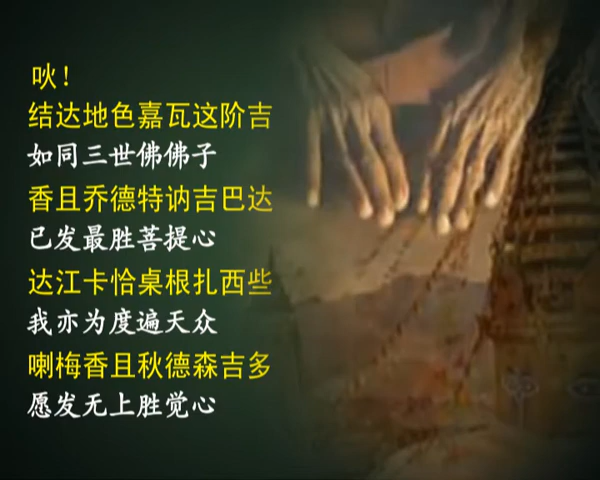 吙！
结达地色嘉瓦这阶吉
如同三世佛佛子
香且乔德特讷吉巴达
已发最胜菩提心
达江卡恰桌根扎西些
我亦为度遍天众
喇梅香且秋德森吉多
愿发无上胜觉心